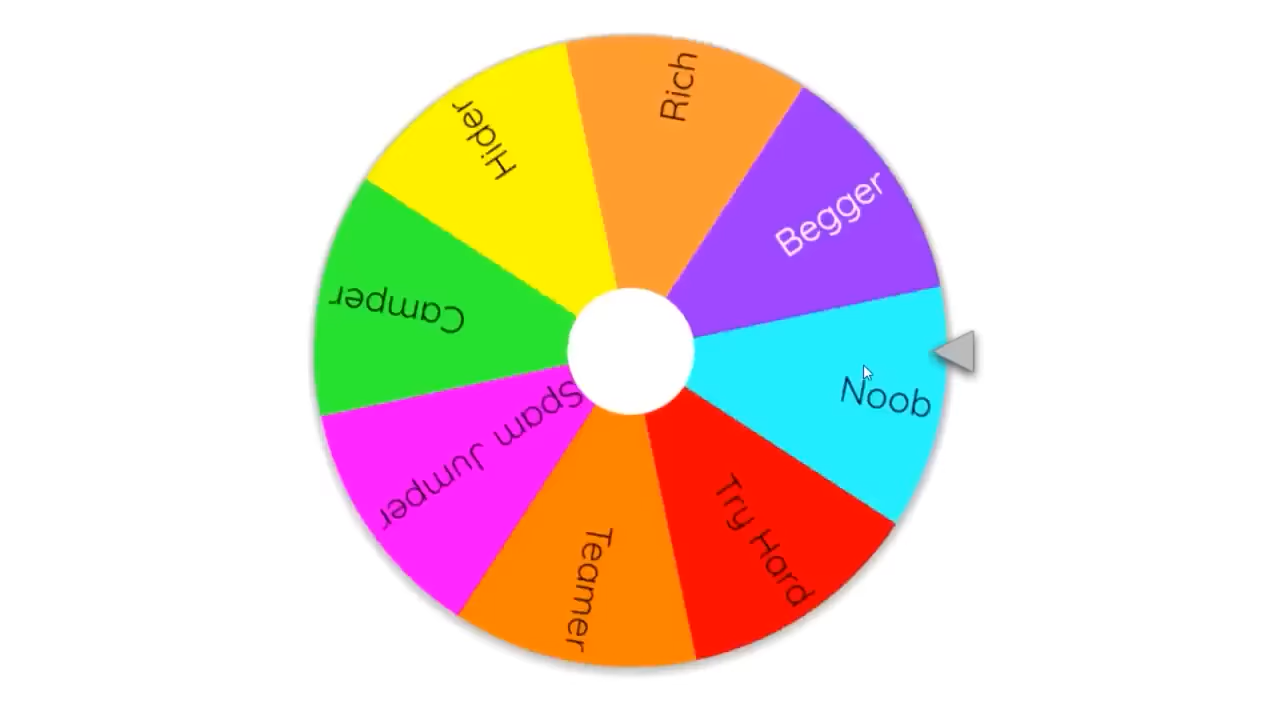 Rich
Hider
Begger
Camper
Noob
Spam Jumper
Try Hard
Teamer